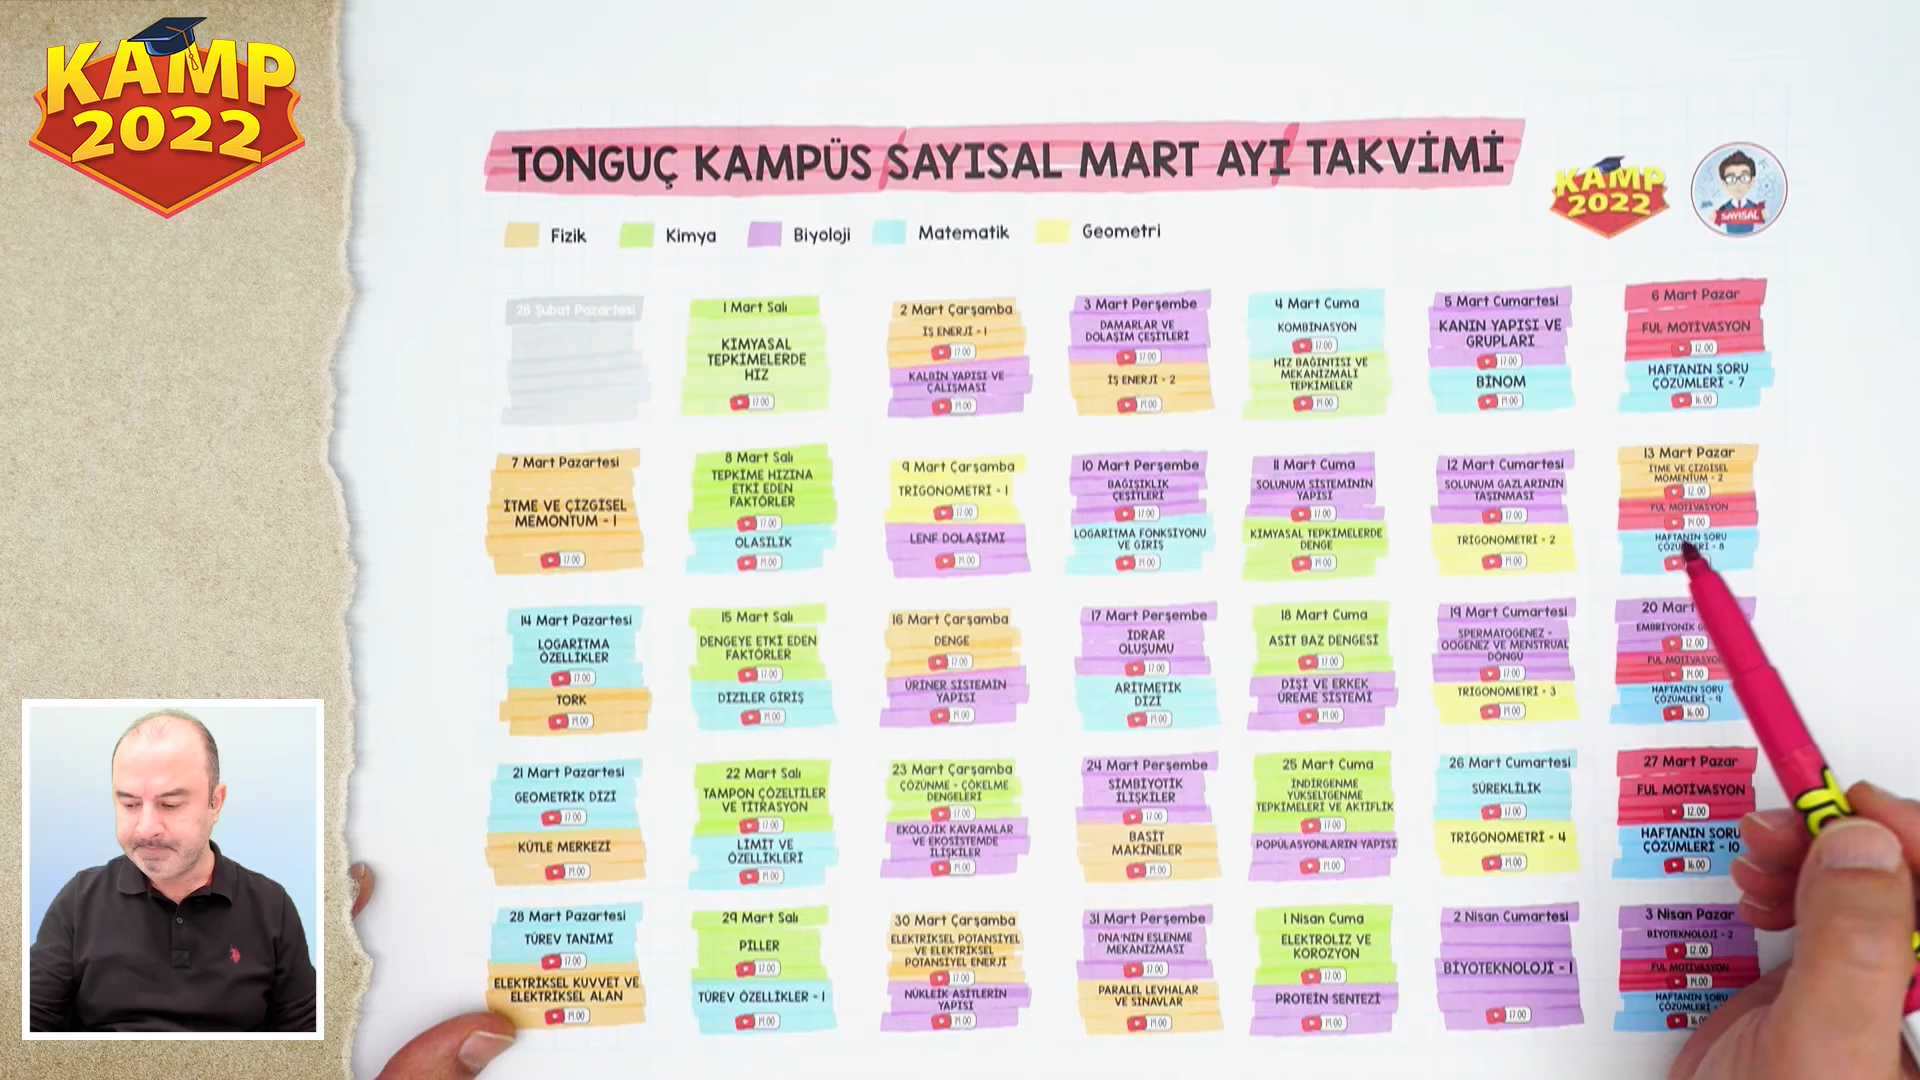 KAMP
2022
TONGUÇ KAMPÜS SAYISAL MART AYI TAKVİMİ
KAMP
2022
SAYISAL
Fizik
Kimya
Biyoloji
Matematik
Geometri
28 Şubat Pazartesi
1 Mart Salı
KİMYASAL
TEPKİMELERDE
HIZ
17.00
2 Mart Çarşamba
İŞ ENERJİ - 1
17.00
KALBİN YAPISI VE
ÇALIŞMASI
19.00
3 Mart Perşembe
DAMARLAR VE
DOLAŞIM ÇEŞİTLERİ
17.00
İŞ ENERJİ - 2
19.00
4 Mart Cuma
KOMBİNASYON
17.00
HIZ BAĞINTISI VE
MEKANİZMALI
TEPKİMELER
19.00
5 Mart Cumartesi
KANIN YAPISI VE
GRUPLARI
17.00
BİNOM
19.00
6 Mart Pazar
FUL MOTİVASYON
12.00
HAFTANIN SORU
ÇÖZÜMLERİ - 7
16.00
7 Mart Pazartesi
İTME VE ÇİZGİSEL
MEMONTUM - 1
17.00
8 Mart Salı
TEPKİME HIZINA
ETKİ EDEN
FAKTÖRLER
17.00
OLASILIK
19.00
9 Mart Çarşamba
TRİGONOMETRİ - 1
17.00
LENF DOLAŞIMI
19.00
10 Mart Perşembe
BAĞIŞIKLIK
ÇEŞİTLERİ
17.00
LOGARİTMA FONKSİYONU
VE GİRİŞ
19.00
11 Mart Cuma
SOLUNUM SİSTEMİNİN
YAPISI
17.00
KİMYASAL TEPKİMELERDE
DENGE
19.00
12 Mart Cumartesi
SOLUNUM GAZLARININ
TAŞINMASI
17.00
TRİGONOMETRİ - 2
19.00
13 Mart Pazar
İTME VE ÇİZGİSEL
MOMENTUM - 2
12.00
FUL MOTİVASYON
14.00
HAFTANIN SORU
ÇÖZÜMLERİ - 8
14 Mart Pazartesi
LOGARİTMA
ÖZELLİKLER
17.00
TORK
19.00
15 Mart Salı
DENGEYE ETKİ EDEN
FAKTÖRLER
17.00
DİZİLER GİRİŞ
19.00
16 Mart Çarşamba
DENGE
17.00
ÜRİNER SİSTEMİN
YAPISI
19.00
17 Mart Perşembe
İDRAR
OLUŞUMU
17.00
ARİTMETİK
DİZİ
19.00
18 Mart Cuma
ASİT BAZ DENGESİ
17.00
DİŞİ VE ERKEK
ÜREME SİSTEMİ
19.00
19 Mart Cumartesi
SPERMATOGENEZ -
OOGENEZ VE MENSTRUAL
DÖNGÜ
17.00
TRİGONOMETRİ - 3
19.00
20 Mart
EMBRİYONİK
12.00
FUL MOTİVASYON
14.00
HAFTANIN SORU
ÇÖZÜMLERİ - 9
16.00
21 Mart Pazartesi
GEOMETRİK DİZİ
17.00
KÜTLE MERKEZİ
19.00
22 Mart Salı
TAMPON ÇÖZELTİLER
VE TİTRASYON
17.00
LİMİT VE
ÖZELLİKLERİ
19.00
23 Mart Çarşamba
ÇÖZÜNME - ÇÖKELME
DENGELERİ
17.00
EKOLOJİK KAVRAMLAR
VE EKOSİSTEMDE
İLİŞKİLER
19.00
24 Mart Perşembe
SİMBİYOTİK
İLİŞKİLER
17.00
BASİT
MAKİNELER
19.00
25 Mart Cuma
İNDİRGENME
YÜKSELTGENME
TEPKİMELERİ VE AKTİFLİK
17.00
POPÜLASYONLARIN YAPISI
19.00
26 Mart Cumartesi
SÜREKLİLİK
17.00
TRİGONOMETRİ - 4
19.00
27 Mart Pazar
FUL MOTİVASYON
12.00
HAFTANIN SORU
ÇÖZÜMLERİ - 10
16.00
28 Mart Pazartesi
TÜREV TANIMI
17.00
ELEKTRİKSEL KUVVET VE
ELEKTRİKSEL ALAN
19.00
29 Mart Salı
PİLLER
17.00
TÜREV ÖZELLİKLER - 1
19.00
30 Mart Çarşamba
ELEKTRİKSEL POTANSİYEL
VE ELEKTRİKSEL
POTANSİYEL ENERJİ
17.00
NÜKLEİK ASİTLERİN
YAPISI
19.00
31 Mart Perşembe
DNA'NIN EŞLENME
MEKANİZMASI
17.00
PARALEL LEVHALAR
VE SINAVLAR
19.00
1 Nisan Cuma
ELEKTROLİZ VE
KOROZYON
17.00
PROTEİN SENTEZİ
19.00
2 Nisan Cumartesi
BİYOTEKNOLOJİ - 1
17.00
3 Nisan Pazar
BİYOTEKNOLOJİ - 2
12.00
FUL MOTİVASYON
14.00
HAFTANIN SORU